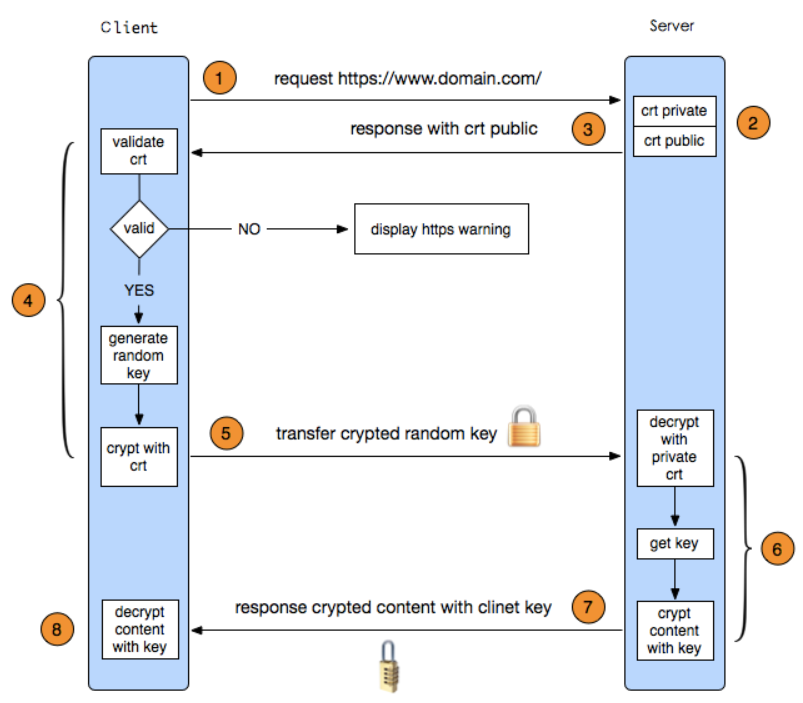 Client
Server
1
request https://www.domain.com/
crt private
2
response with crt public
3
crt public
validate
crt
valid
NO
display https warning
4
YES
generate
random
key
5
transfer crypted random key
decrypt
with
private
crt
crypt with
crt
get key
6
response crypted content with clinet key
7
8
decrypt
content
with key
crypt
content
with key